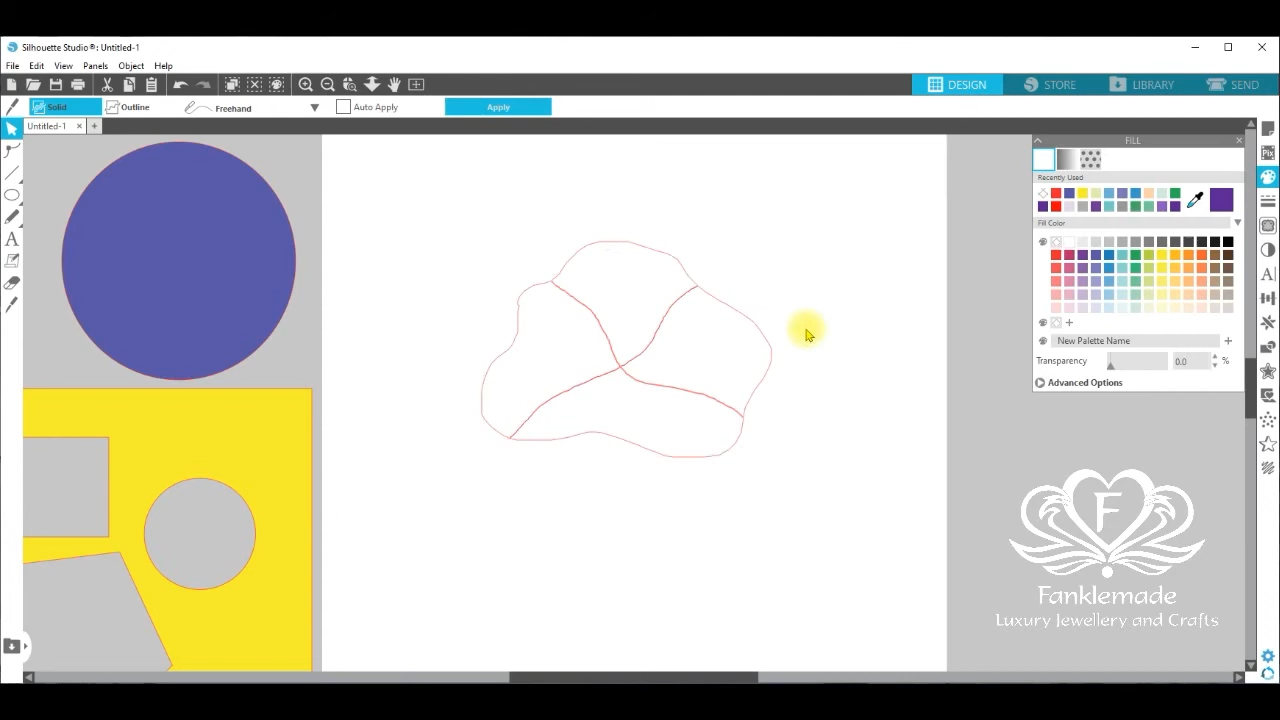 Silhouette Studio®: Untitled-1
File Edit View Panels Object Help
DESIGN STORE LIBRARY SEND
Solid Outline Freehand Auto Apply Apply
Untitled-1
FILL
Recently Used
Fill Color
New Palette Name
Transparency 0.0 %
Advanced Options
Pix
A
A
F
Fanklemade
Luxury Jewellery and Crafts